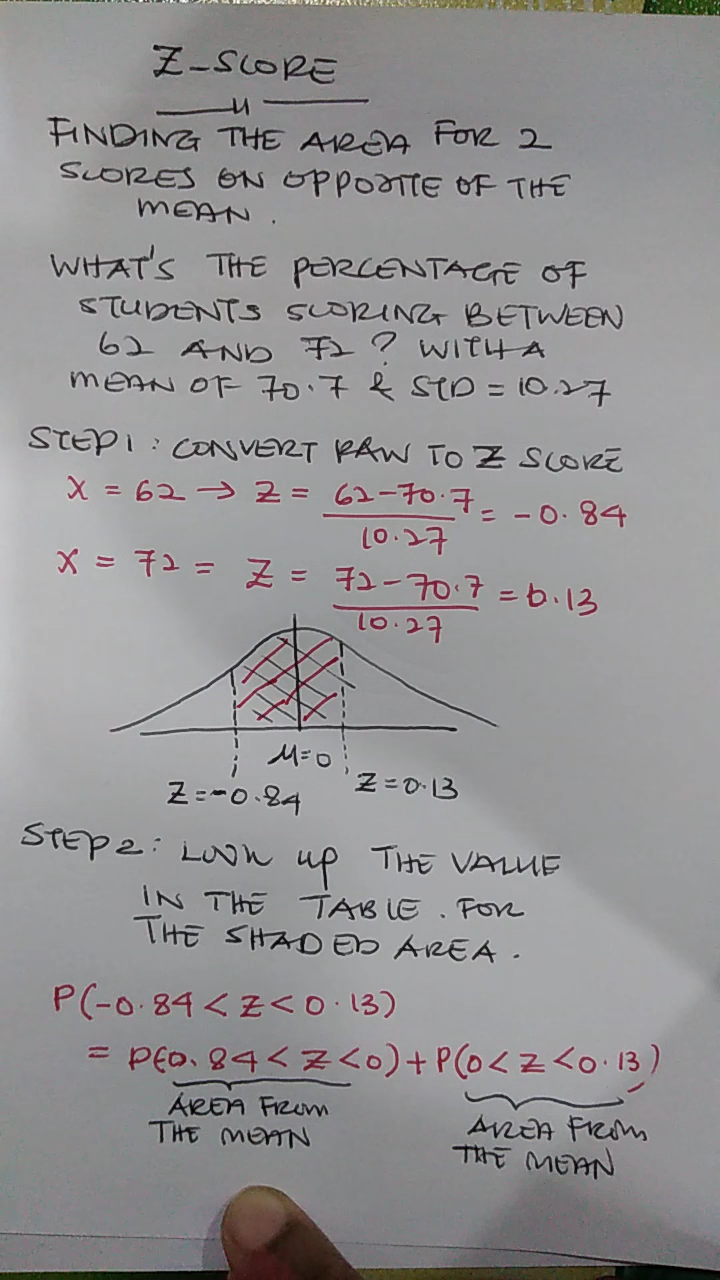 Z-SCORE
FINDING THE AREA FOR 2
SCORES ON OPPOSITE OF THE
MEAN.
WHAT'S THE PERCENTAGE OF
STUDENTS SCORING BETWEEN
62 AND 72? WITH A
MEAN OF 70.7 & STD = 10.27
STEP1: CONVERT RAW TO Z SCORE
X = 62 → Z = 62-70.7/10.27 = -0.84
X = 72 = Z = 72-70.7/10.27 = 0.13
μ=0
Z=-0.84 Z=0.13
STEP2: LOOK UP THE VALUE
IN THE TABLE. FOR
THE SHADED AREA.
P(-0.84<Z<0.13)
= P(-0.84<Z<0)+P(0<Z<0.13)
AREA FROM
THE MEAN
AREA FROM
THE MEAN